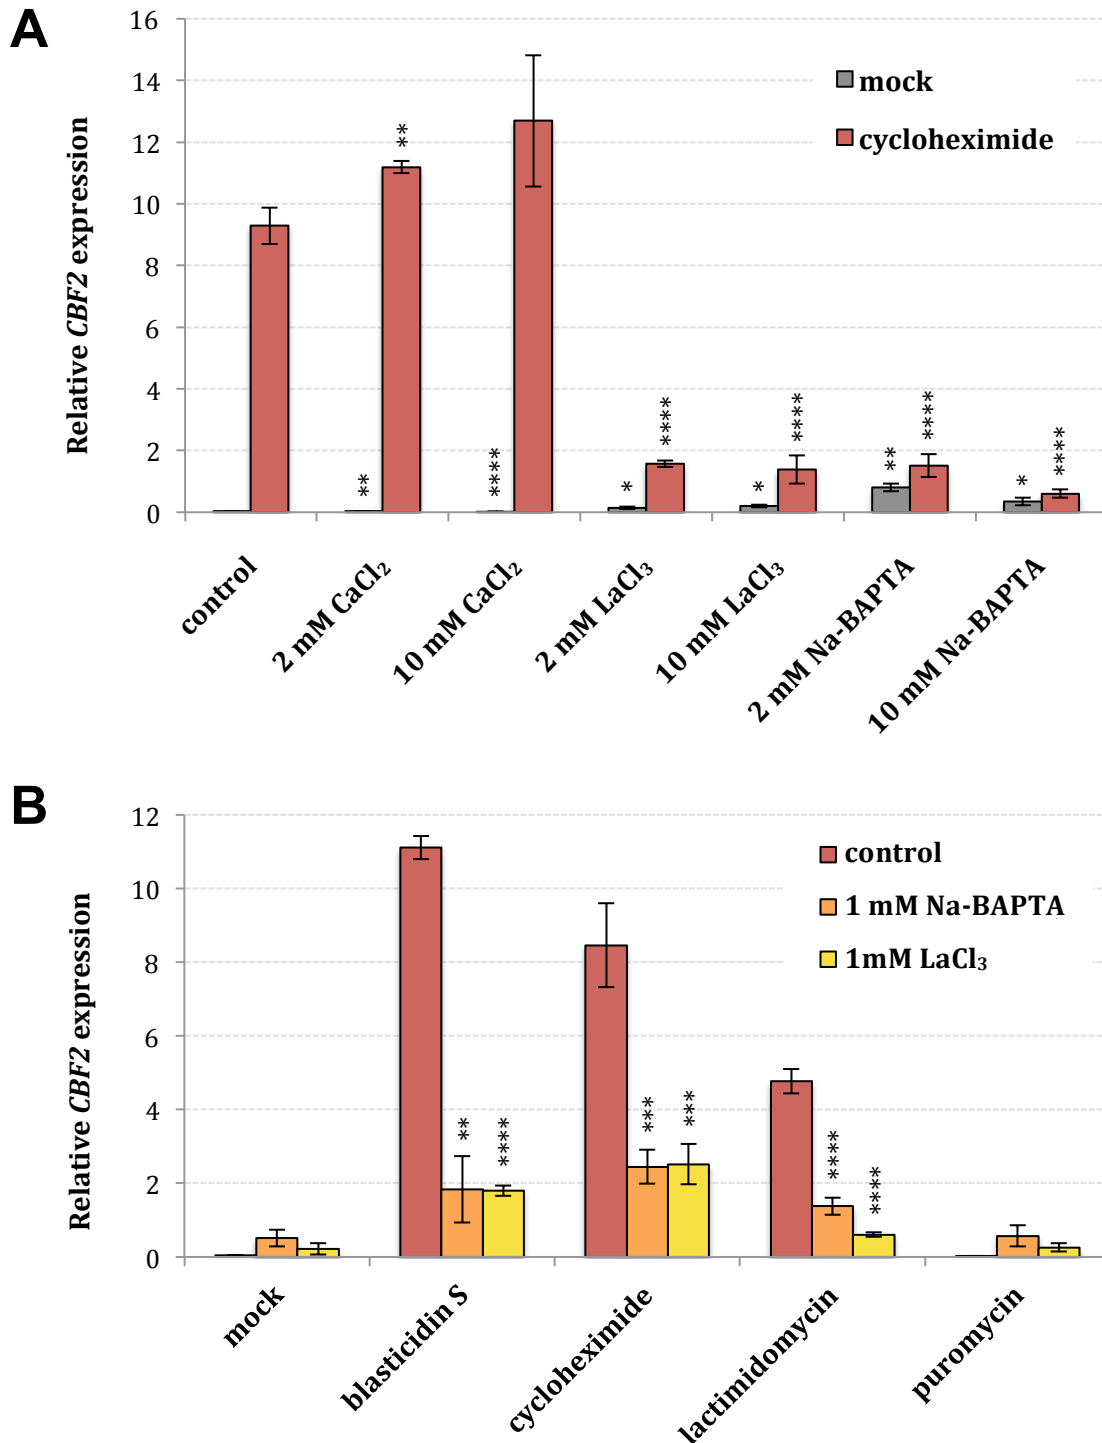 A
Relative CBF2 expression
16
14
12
10
8
6
4
2
0
mock
cycloheximide
**
**
****
*
****
*
****
**
****
*
****
control
2 mM CaCl₂
10 mM CaCl₂
2 mM LaCl₃
10 mM LaCl₃
2 mM Na-BAPTA
10 mM Na-BAPTA
B
Relative CBF2 expression
12
10
8
6
4
2
0
control
1 mM Na-BAPTA
1mM LaCl₃
**
****
***
***
****
****
mock
blasticidin S
cycloheximide
lactimidomycin
puromycin